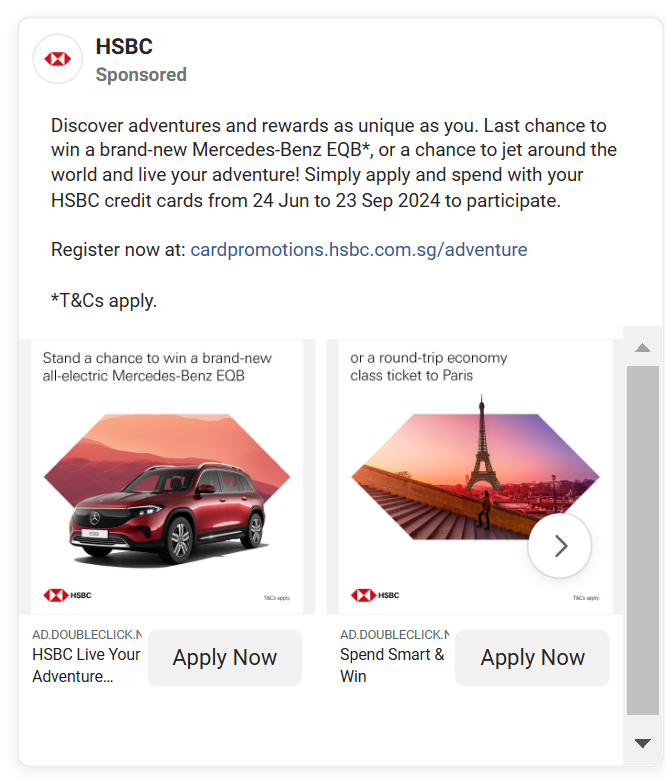 HSBC
Sponsored
Discover adventures and rewards as unique as you. Last chance to
win a brand-new Mercedes-Benz EQB*, or a chance to jet around the
world and live your adventure! Simply apply and spend with your
HSBC credit cards from 24 Jun to 23 Sep 2024 to participate.
Register now at: cardpromotions.hsbc.com.sg/adventure
*T&Cs apply.
Stand a chance to win a brand-new
all-electric Mercedes-Benz EQB
HSBC
T&Cs apply.
or a round-trip economy
class ticket to Paris
HSBC
T&Cs apply.
AD.DOUBLECLICK.N
HSBC Live Your
Adventure...
Apply Now
AD.DOUBLECLICK.N
Spend Smart &
Win
Apply Now